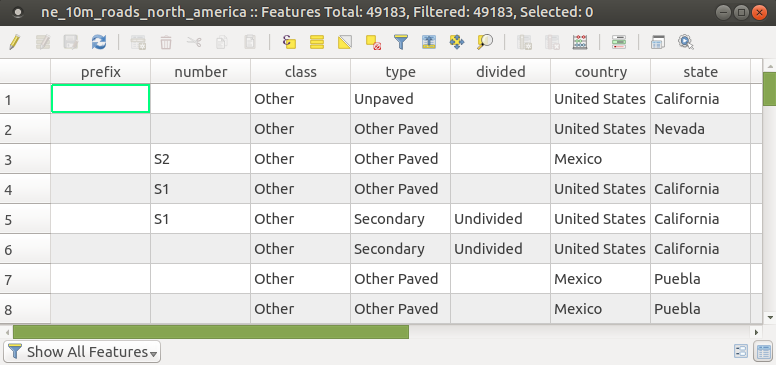 ne_10m_roads_north_america :: Features Total: 49183, Filtered: 49183, Selected: 0
prefix number class type divided country state
1 Other Unpaved United States California
2 Other Other Paved United States Nevada
3 S2 Other Other Paved Mexico
4 S1 Other Other Paved United States California
5 S1 Other Secondary Undivided United States California
6 Other Secondary Undivided United States California
7 Other Other Paved Mexico Puebla
8 Other Other Paved Mexico Puebla
Show All Features